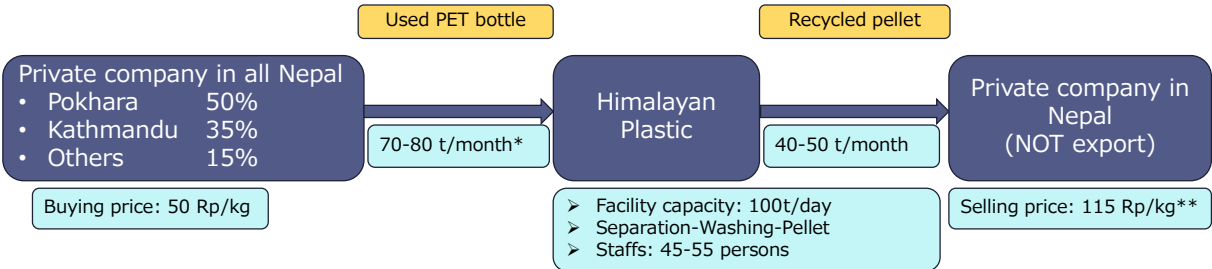 Used PET bottle
Recycled pellet
Private company in all Nepal
• Pokhara 50%
• Kathmandu 35%
• Others 15%
70-80 t/month*
Himalayan
Plastic
40-50 t/month
Private company in
Nepal
(NOT export)
Buying price: 50 Rp/kg
➢ Facility capacity: 100t/day
➢ Separation-Washing-Pellet
➢ Staffs: 45-55 persons
Selling price: 115 Rp/kg**